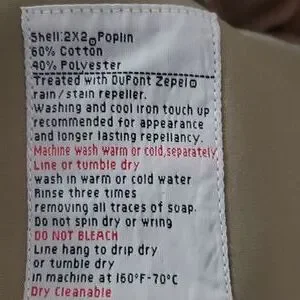 Shell:2X2 Poplin
60% Cotton
40% Polyester
Treated with DuPont Zepel®
rain/stain repeller.
Washing and cool iron touch up
recommended for appearance
and longer lasting repellancy.
Machine wash warm or cold,separately
Line or tumble dry
wash in warm or cold water
Rinse three times
removing all traces of soap.
Do not spin dry or wring
DO NOT BLEACH
Line hang to drip dry
or tumble dry
in machine at 160°F-70°C
Dry Cleanable